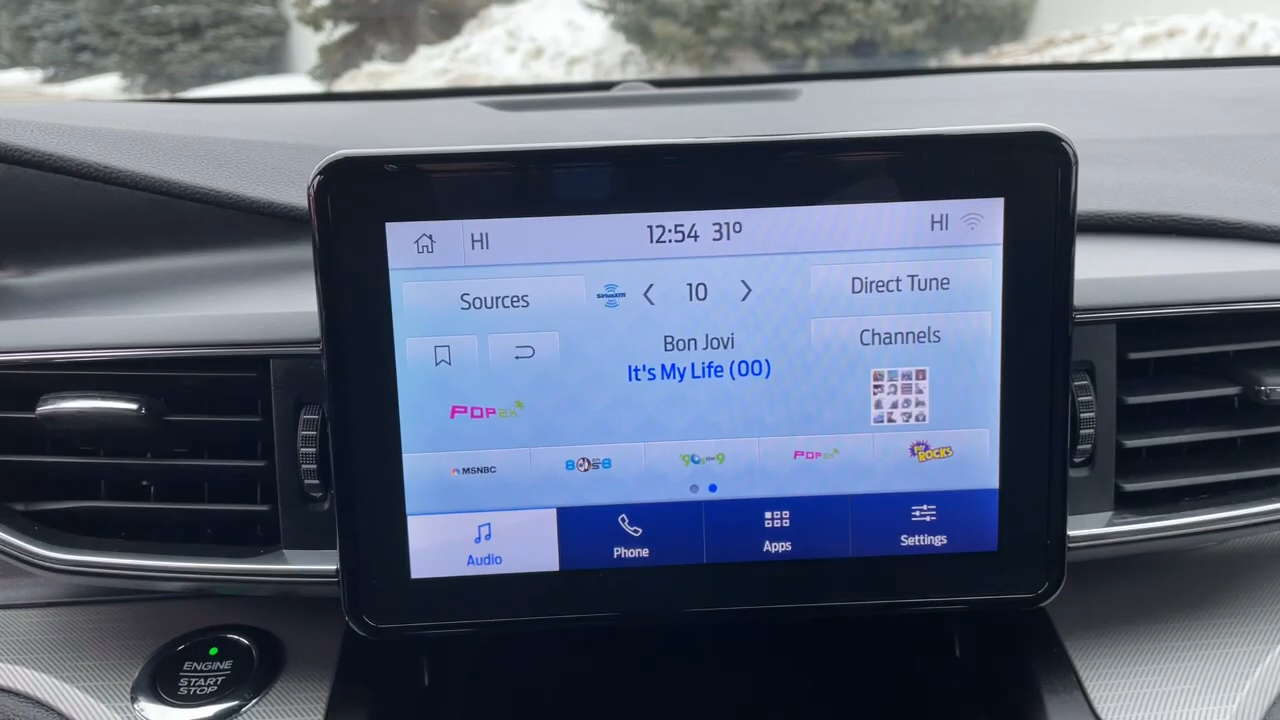 HI
12:54 31°
HI
Sources
SiriusXM
10
Direct Tune
Bon Jovi
It's My Life (00)
Channels
POP2K
MSNBC
80s on 8
'90s on 9
POP2K
ROCKS
Audio
Phone
Apps
Settings
ENGINE
START
STOP